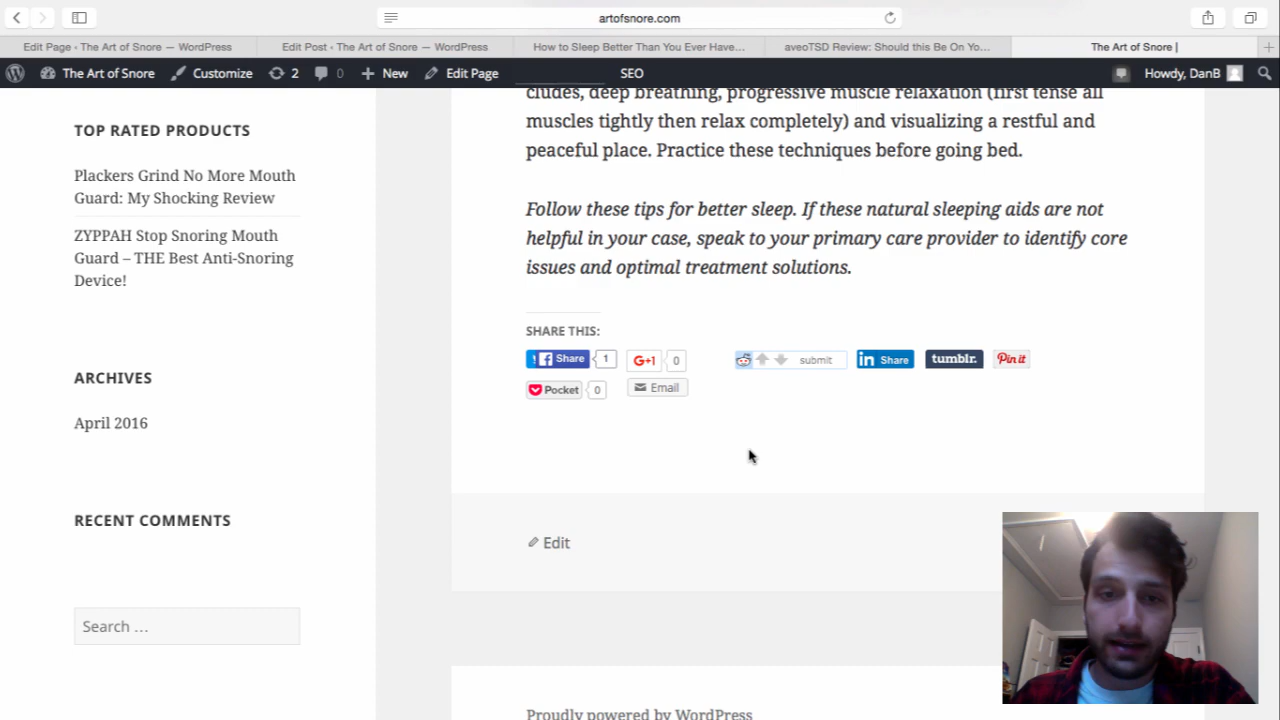 artofsnore.com
Edit Page ‹ The Art of Snore — WordPress
Edit Post ‹ The Art of Snore — WordPress
How to Sleep Better Than You Ever Have...
aveoTSD Review: Should this Be On Yo...
The Art of Snore |
The Art of Snore
Customize
2
0
New
Edit Page
SEO
Howdy, DanB
TOP RATED PRODUCTS
Plackers Grind No More Mouth
Guard: My Shocking Review
ZYPPAH Stop Snoring Mouth
Guard – THE Best Anti-Snoring
Device!
ARCHIVES
April 2016
RECENT COMMENTS
Search ...
cludes, deep breathing, progressive muscle relaxation (first tense all
muscles tightly then relax completely) and visualizing a restful and
peaceful place. Practice these techniques before going bed.
Follow these tips for better sleep. If these natural sleeping aids are not
helpful in your case, speak to your primary care provider to identify core
issues and optimal treatment solutions.
SHARE THIS:
Share 1 G+1 0 submit Share tumblr. Pin it
Pocket 0 Email
Edit
Proudly powered by WordPress